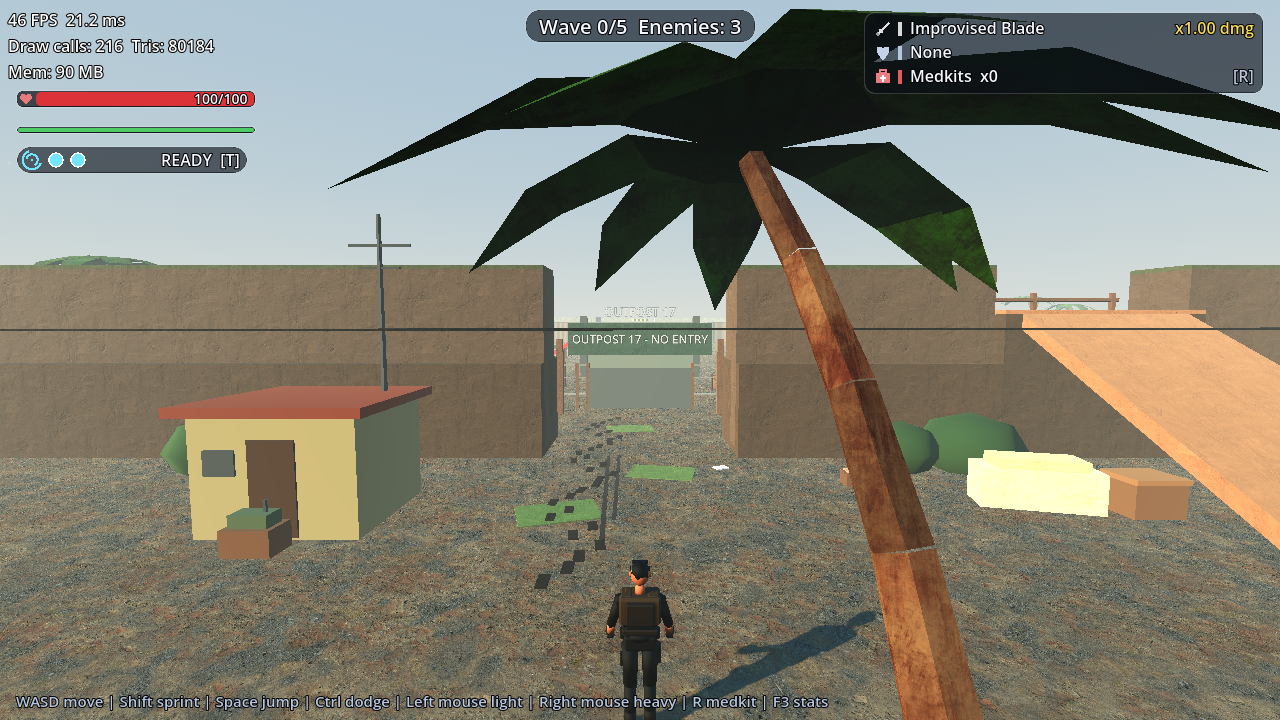 46 FPS  21.2 ms
Draw calls: 216  Tris: 80184
Mem: 90 MB
100/100
READY [T]
Wave 0/5  Enemies: 3
Improvised Blade x1.00 dmg
None
Medkits x0 [R]
OUTPOST 17
OUTPOST 17 - NO ENTRY
WASD move | Shift sprint | Space jump | Ctrl dodge | Left mouse light | Right mouse heavy | R medkit | F3 stats